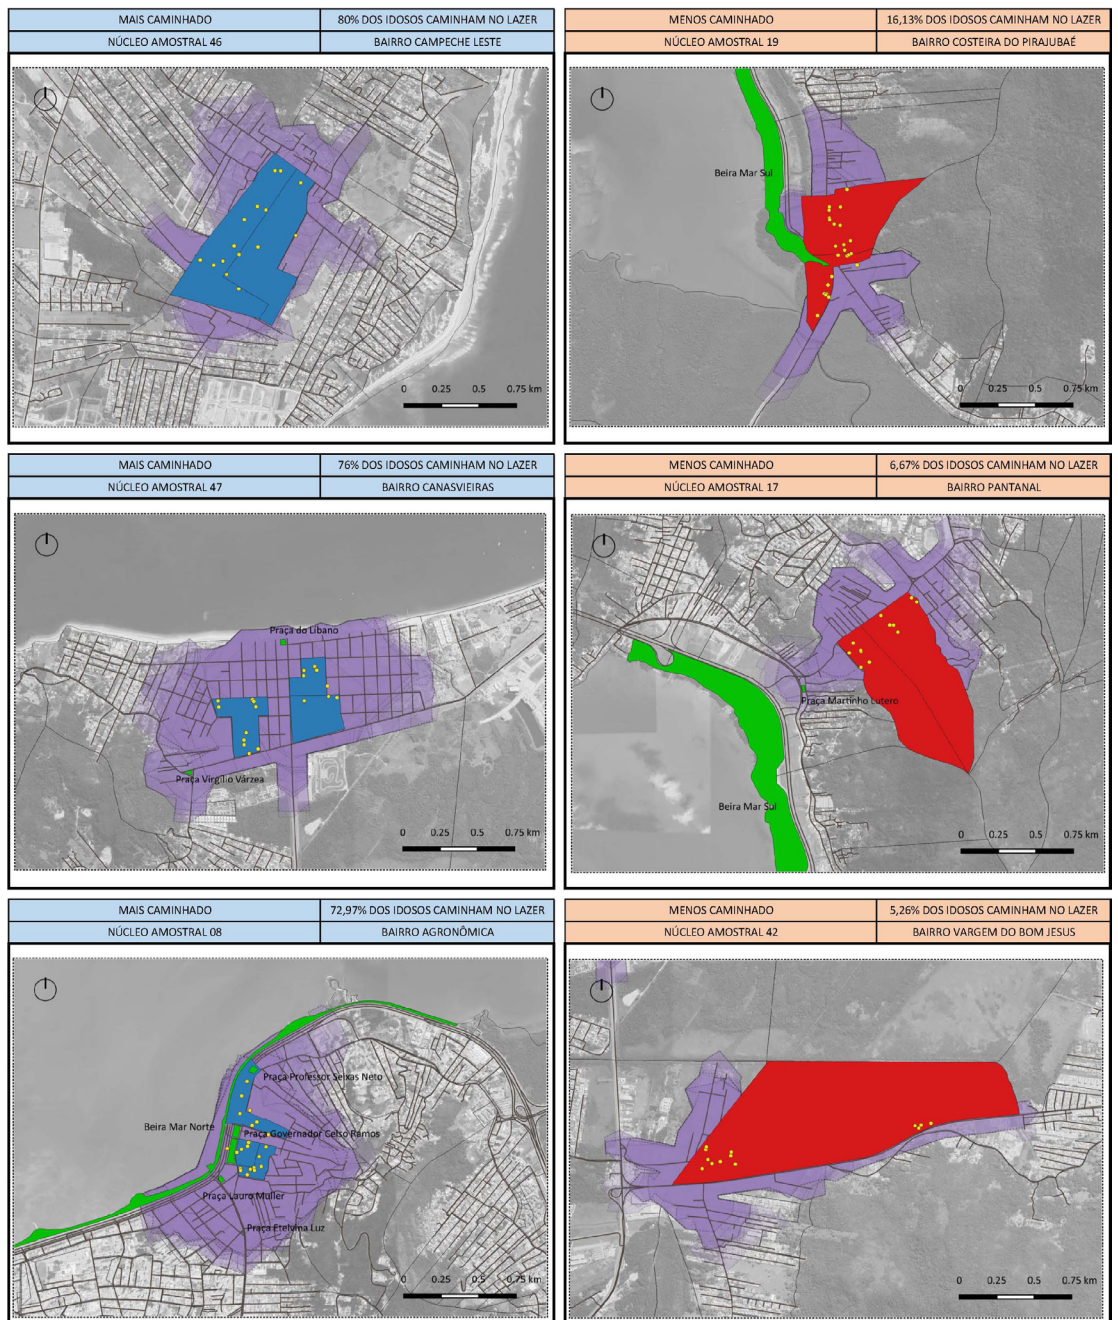 MAIS CAMINHADO
80% DOS IDOSOS CAMINHAM NO LAZER
NÚCLEO AMOSTRAL 46
BAIRRO CAMPECHE LESTE
0 0.25 0.5 0.75 km
MENOS CAMINHADO
16,13% DOS IDOSOS CAMINHAM NO LAZER
NÚCLEO AMOSTRAL 19
BAIRRO COSTEIRA DO PIRAJUBAÉ
Beira Mar Sul
0 0.25 0.5 0.75 km
MAIS CAMINHADO
76% DOS IDOSOS CAMINHAM NO LAZER
NÚCLEO AMOSTRAL 47
BAIRRO CANASVIEIRAS
Praça do Líbano
Praça Virgílio Várzea
0 0.25 0.5 0.75 km
MENOS CAMINHADO
6,67% DOS IDOSOS CAMINHAM NO LAZER
NÚCLEO AMOSTRAL 17
BAIRRO PANTANAL
Praça Martinho Lutero
Beira Mar Sul
0 0.25 0.5 0.75 km
MAIS CAMINHADO
72,97% DOS IDOSOS CAMINHAM NO LAZER
NÚCLEO AMOSTRAL 08
BAIRRO AGRONÔMICA
Praça Professor Seixas Neto
Beira Mar Norte
Praça Governador Celso Ramos
Praça Lauro Müller
Praça Etelvina Luz
0 0.25 0.5 0.75 km
MENOS CAMINHADO
5,26% DOS IDOSOS CAMINHAM NO LAZER
NÚCLEO AMOSTRAL 42
BAIRRO VARGEM DO BOM JESUS
0 0.25 0.5 0.75 km